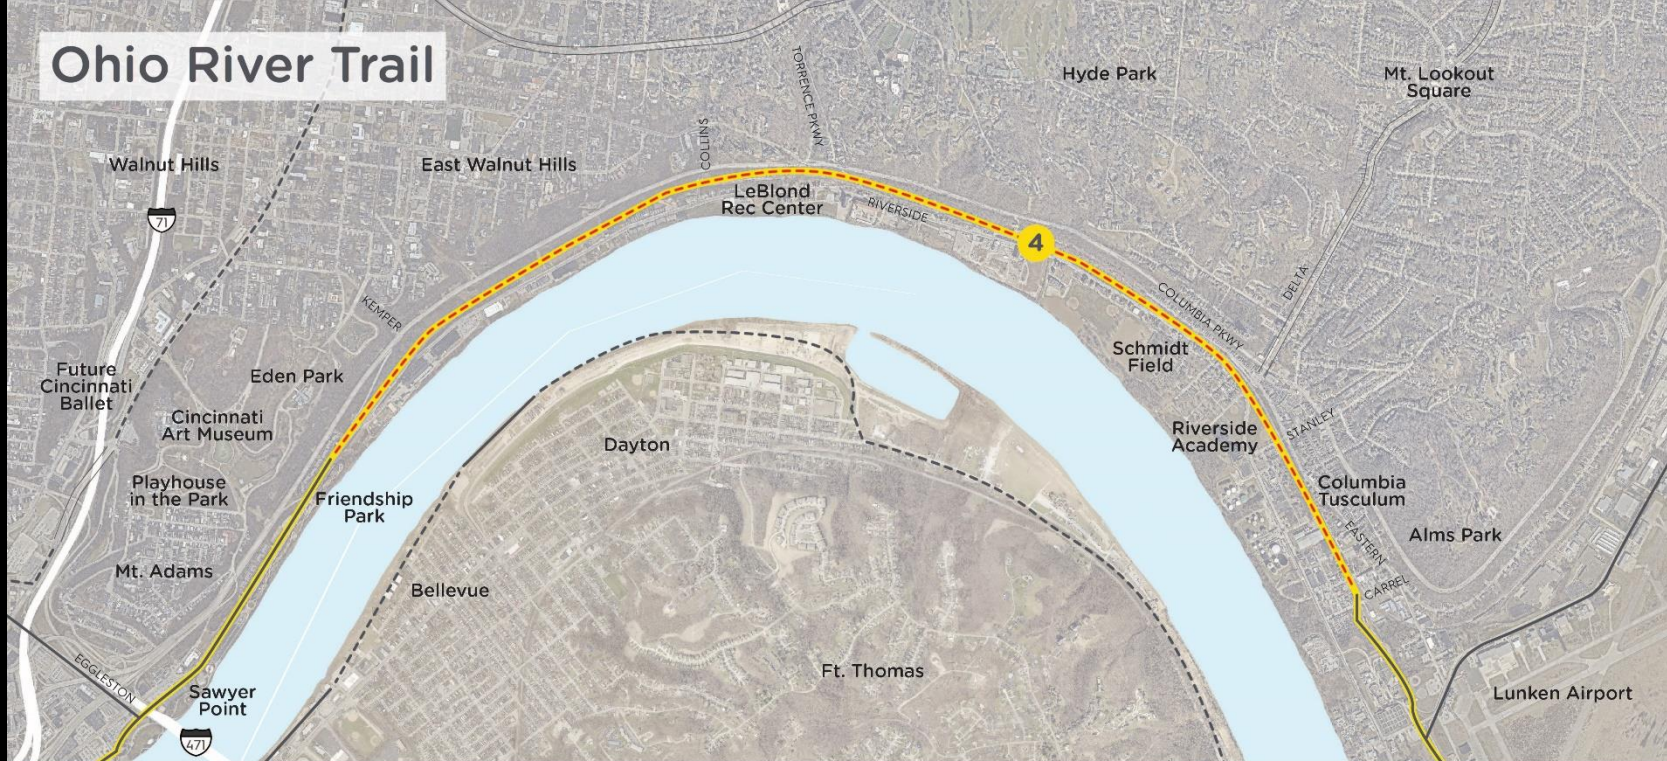 Ohio River Trail
TORRENCE PKWY
Hyde Park
Mt. Lookout
Square
Walnut Hills
East Walnut Hills
COLLINS
71
LeBlond
Rec Center
RIVERSIDE
4
DELTA
KEMPER
COLUMBIA PKWY
Schmidt
Field
Future
Cincinnati
Ballet
Eden Park
Cincinnati
Art Museum
Dayton
Riverside
Academy
STANLEY
Playhouse
in the Park
Friendship
Park
Columbia
Tusculum
EASTERN
Alms Park
Mt. Adams
Bellevue
CARREL
EGGLESTON
Sawyer
Point
Ft. Thomas
Lunken Airport
471